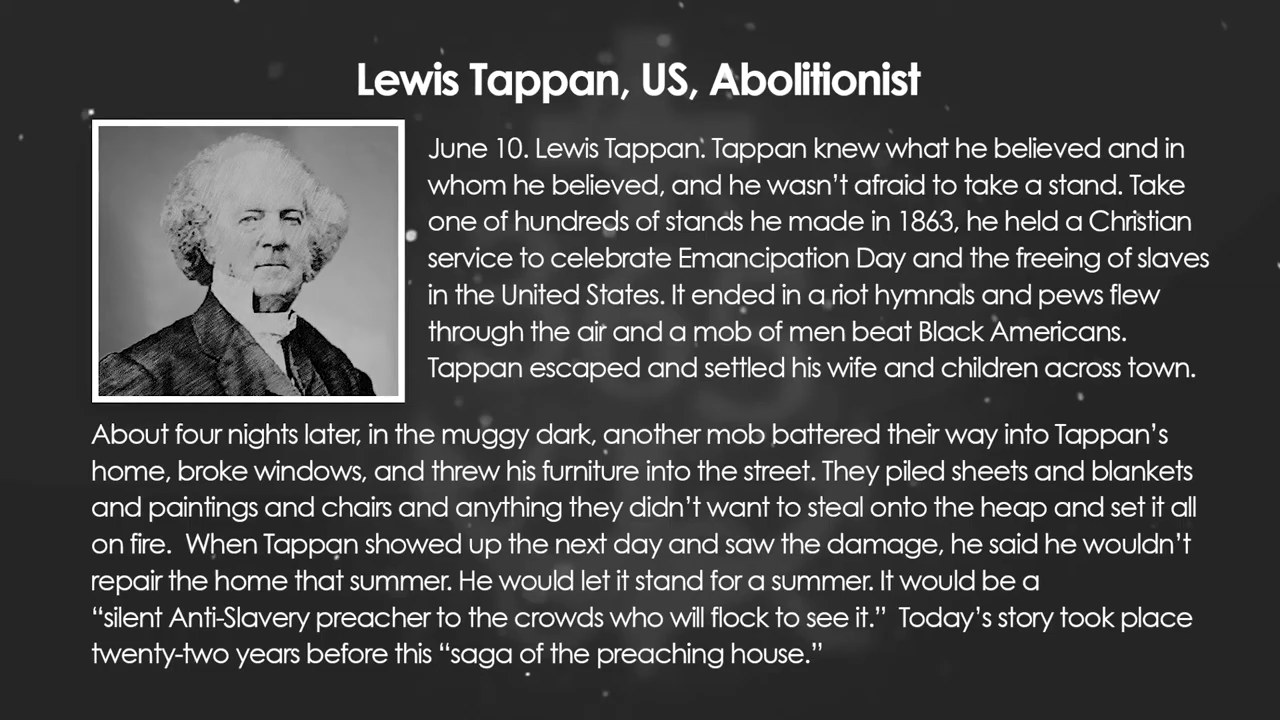 Lewis Tappan, US, Abolitionist
June 10. Lewis Tappan. Tappan knew what he believed and in
whom he believed, and he wasn’t afraid to take a stand. Take
one of hundreds of stands he made in 1863, he held a Christian
service to celebrate Emancipation Day and the freeing of slaves
in the United States. It ended in a riot hymnals and pews flew
through the air and a mob of men beat Black Americans.
Tappan escaped and settled his wife and children across town.
About four nights later, in the muggy dark, another mob battered their way into Tappan’s
home, broke windows, and threw his furniture into the street. They piled sheets and blankets
and paintings and chairs and anything they didn’t want to steal onto the heap and set it all
on fire.  When Tappan showed up the next day and saw the damage, he said he wouldn’t
repair the home that summer. He would let it stand for a summer. It would be a
“silent Anti-Slavery preacher to the crowds who will flock to see it.”  Today’s story took place
twenty-two years before this “saga of the preaching house.”